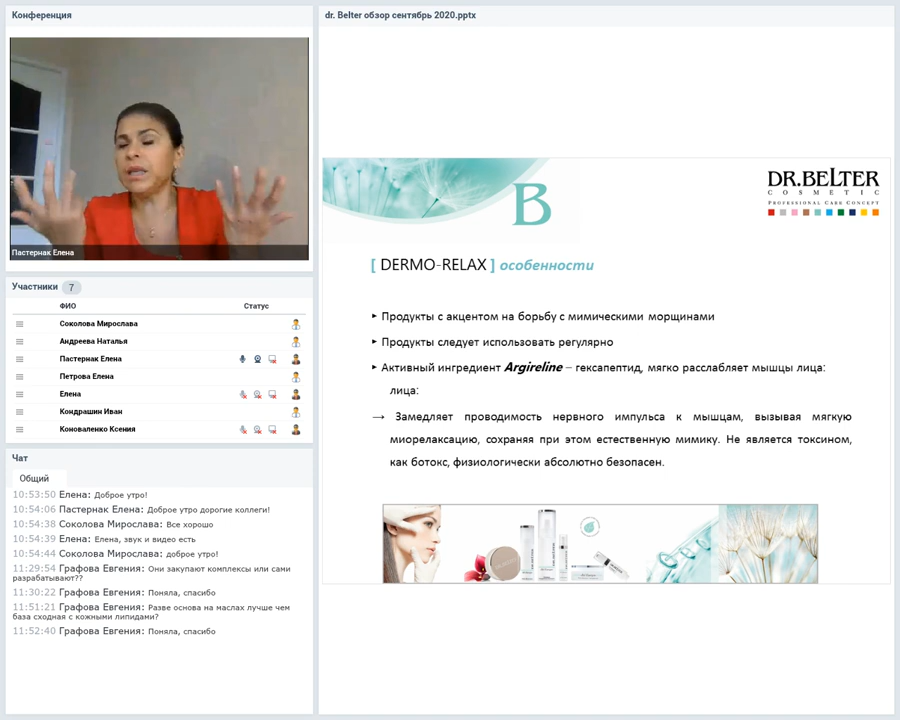 Конференция
Пастернак Елена
Участники 7
ФИО Статус
Соколова Мирослава
Андреева Наталья
Пастернак Елена
Петрова Елена
Елена
Кондрашин Иван
Коноваленко Ксения
Чат
Общий
10:53:50 Елена: Доброе утро!
10:54:06 Пастернак Елена: Доброе утро дорогие коллеги!
10:54:38 Соколова Мирослава: Все хорошо
10:54:39 Елена: Елена, звук и видео есть
10:54:44 Соколова Мирослава: доброе утро!
11:29:54 Графова Евгения: Они закупают комплексы или сами
разрабатывают??
11:30:22 Графова Евгения: Поняла, спасибо
11:51:21 Графова Евгения: Разве основа на маслах лучше чем
база сходная с кожными липидами?
11:52:40 Графова Евгения: Поняла, спасибо
dr. Belter обзор сентябрь 2020.pptx
B
DR.BELTER
COSMETIC
PROFESSIONAL CARE CONCEPT
[ DERMO-RELAX ] особенности
▸ Продукты с акцентом на борьбу с мимическими морщинами
▸ Продукты следует использовать регулярно
▸ Активный ингредиент Argireline – гексапептид, мягко расслабляет мышцы лица:
лица:
→ Замедляет проводимость нервного импульса к мышцам, вызывая мягкую
миорелаксацию, сохраняя при этом естественную мимику. Не является токсином,
как ботокс, физиологически абсолютно безопасен.